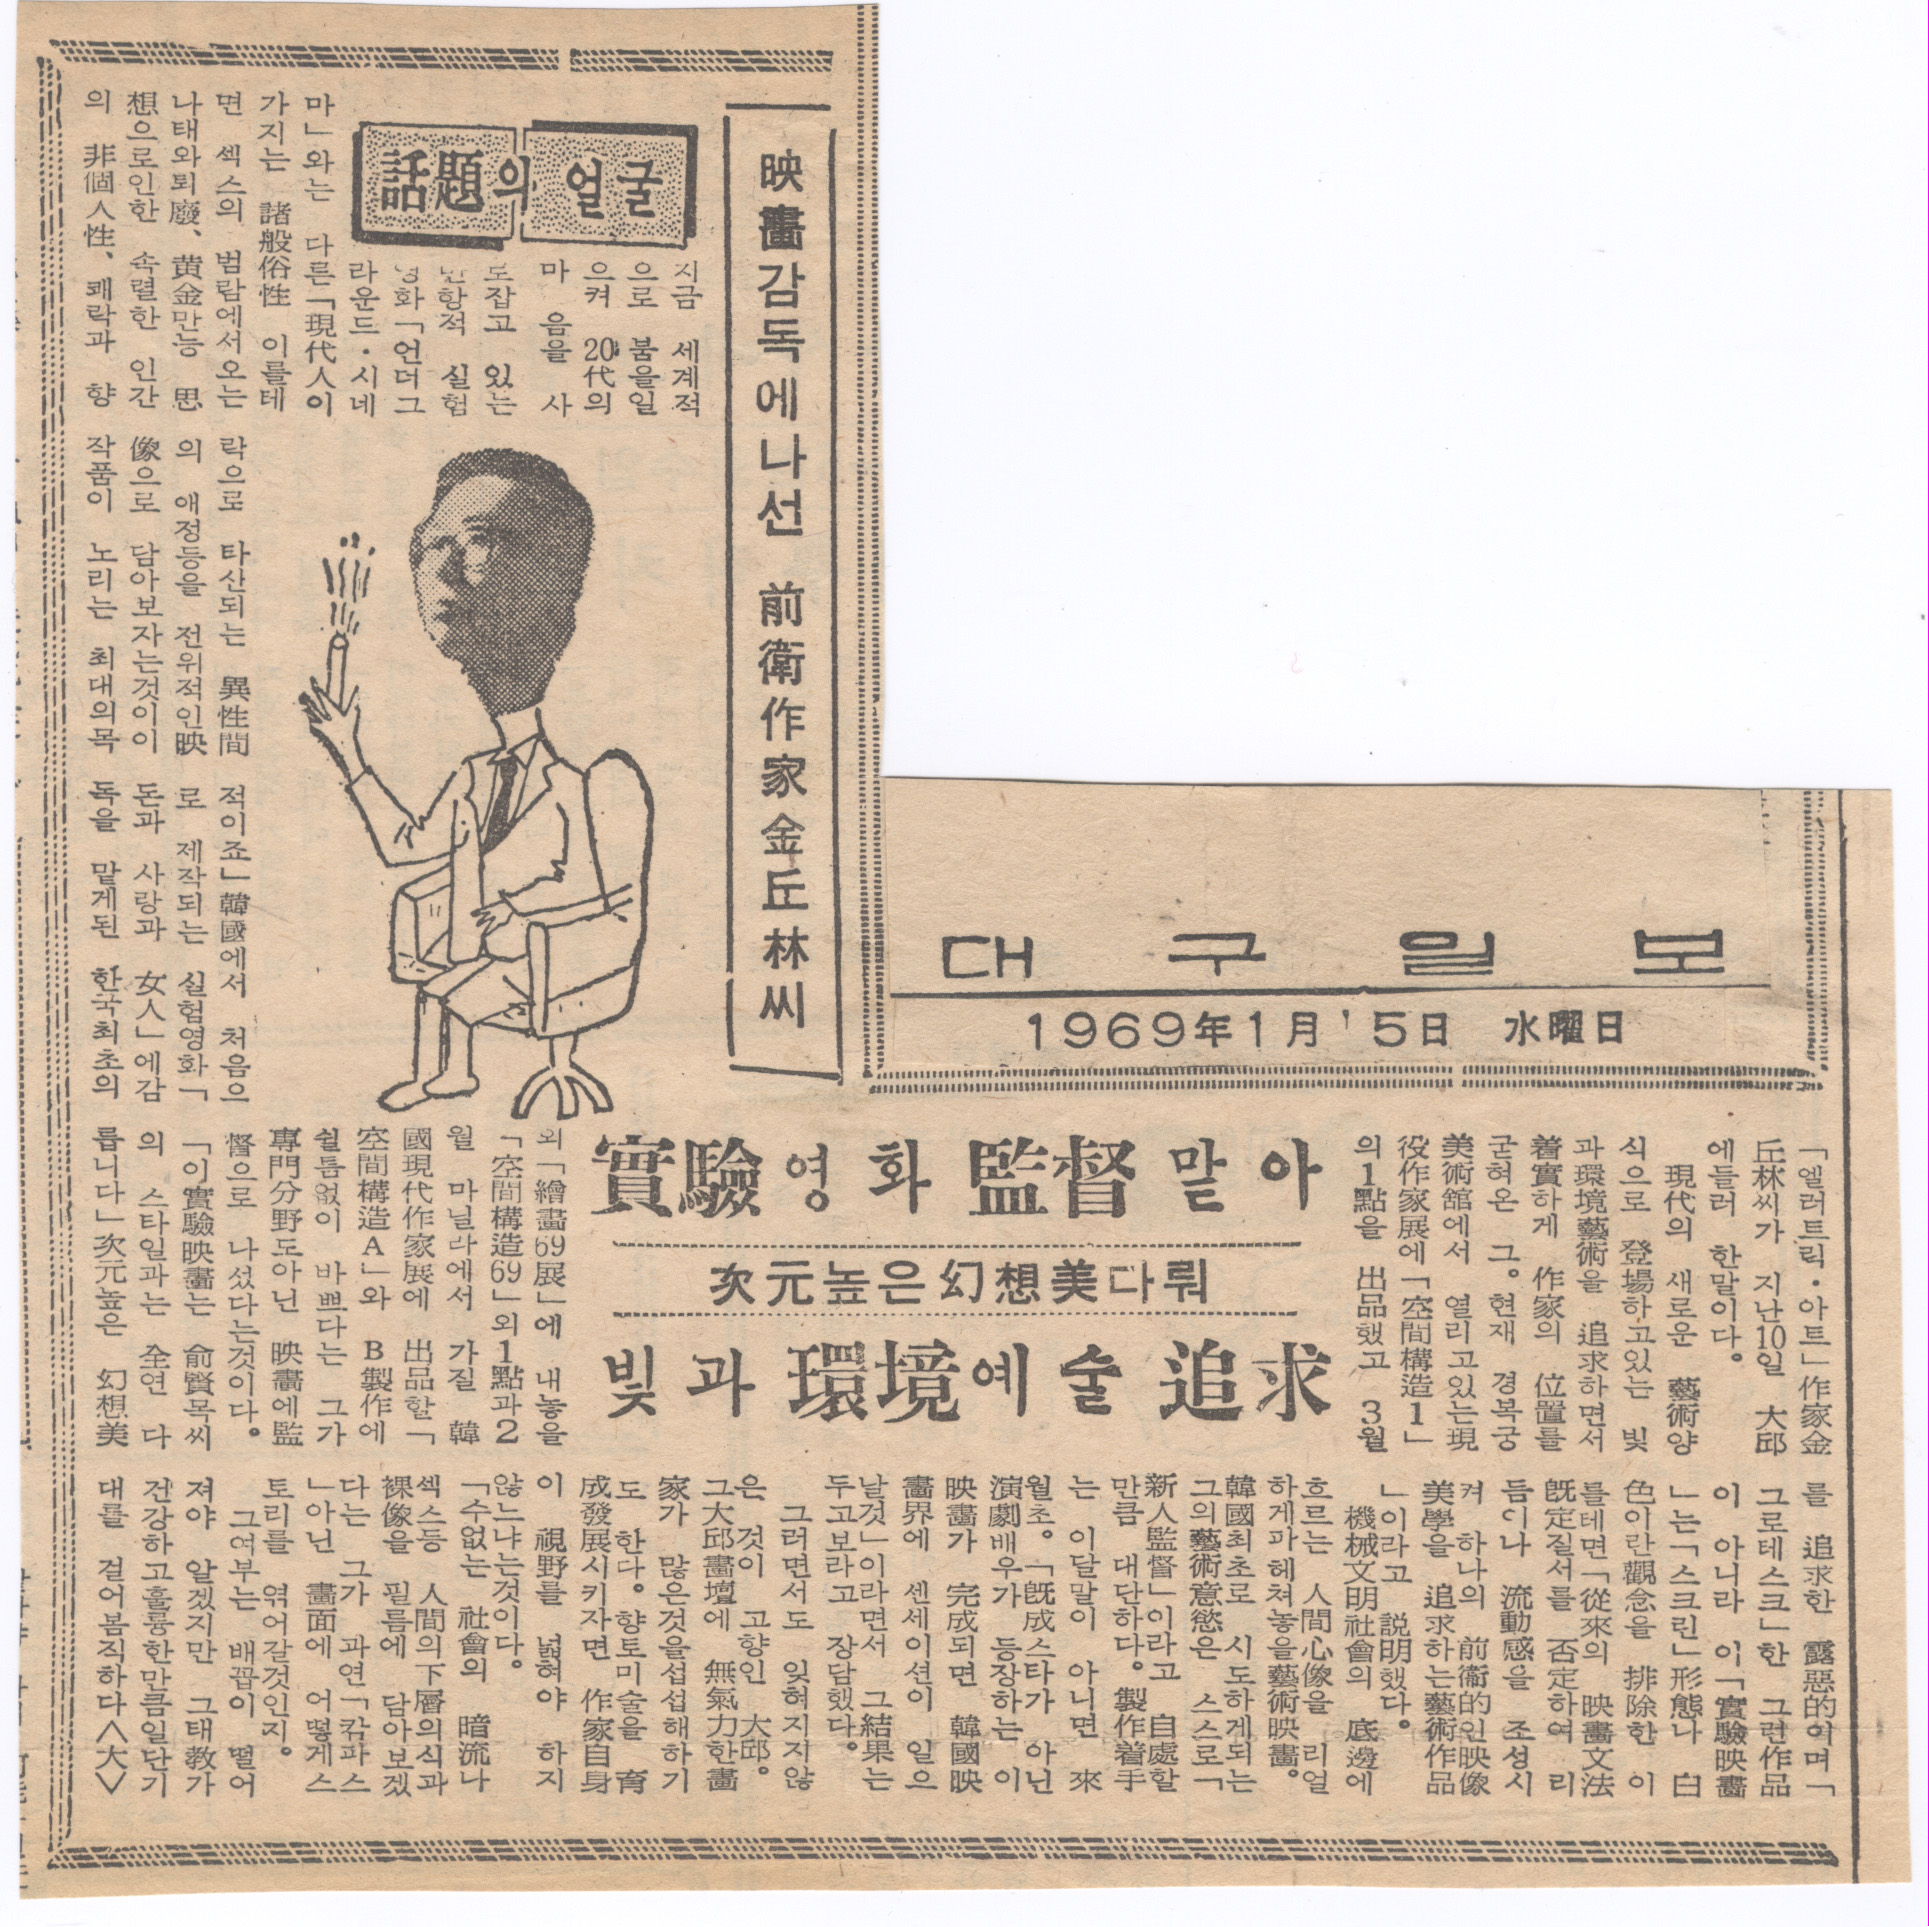 대구일보
1969年1月15日 水曜日
映畵감독에나선 前衛作家金丘林씨
話題의 얼굴
지금 세계적
으로 붐을일
으켜 20代의
마음을 사
로잡고 있는
반항적 실험
영화「언더그
라운드・시네
마」와는 다른「現代人이
가지는 諸般俗性 이를테
면 섹스의 범람에서오는
나태와퇴廢、黄金만능 思
想으로인한 속렬한 인간
의 非個人性、쾌락과 향
락으로 타산되는 異性間
의 애정등을 전위적인映
像으로 담아보자는것이이
작품이 노리는 최대의목
적이죠」韓國에서 처음으
로 제작되는 실험영화「
돈과 사랑과 女人」에감
독을 맡게된 한국최초의
實驗영화 監督맡아
次元높은幻想美다뤄
빛과 環境예술 追求
「엘러트릭・아트」作家金
丘林씨가 지난10일 大邱
에들러 한말이다。
現代의 새로운 藝術양
식으로 登場하고있는 빛
과環境藝術을 追求하면서
着實하게 作家의 位置를
굳혀온 그。현재 경복궁
美術舘에서 열리고있는現
役作家展에「空間構造1」
의1點을 出品했고 3월
외「繪畫69展」에 내놓을
「空間構造69」외1點과2
월 마닐라에서 가질 韓
國現代作家展에 出品할「
空間構造A」와 B製作에
쉴틈없이 바쁘다는 그가
專門分野도아닌 映畫에監
督으로 나섰다는것이다。
「이實驗映畫는 兪賢목씨
의 스타일과는 全연 다
릅니다」次元높은 幻想美
를 追求한 露惡的이며「
그로테스크」한 그런作品
이 아니라 이「實驗映畫
」는「스크린」形態나 白
色이란觀念을 排除한 이
를테면「從來의 映畫文法
旣定질서를 否定하여 리
듬이나 流動感을 조성시
켜 하나의 前衛的인映像
美學을 追求하는藝術作品
」이라고 説明했다。
機械文明社會의 底邊에
흐르는 人間心像을 리얼
하게파헤쳐놓을藝術映畫。
韓國최초로 시도하게되는
그의藝術意慾은 스스로「
新人監督」이라고 自處할
만큼 대단하다。製作着手
는 이달말이 아니면 來
월초。「旣成스타가 아닌
演劇배우가 등장하는 이
映畫가 完成되면 韓國映
畫界에 센세이션이 일으
날것」이라면서 그結果는
두고보라고 장담했다。
그러면서도 잊혀지지않
은 것이 고향인 大邱。
그大邱畫壇에 無氣力한畫
家가 많은것을섭섭해하기
도 한다。향토미술을 育
成發展시키자면 作家自身
이 視野를 넓혀야 하지
않느냐는것이다。
「수없는 社會의 暗流나
섹스등 人間의下層의식과
裸像을 필름에 담아보겠
다는 그가 과연「캄파스
」아닌 畫面에 어떻게스
토리를 엮어갈것인지。
그여부는 배꼽이 떨어
져야 알겠지만 그태教가
건강하고훌륭한만큼일단기
대를 걸어봄직하다〈大〉